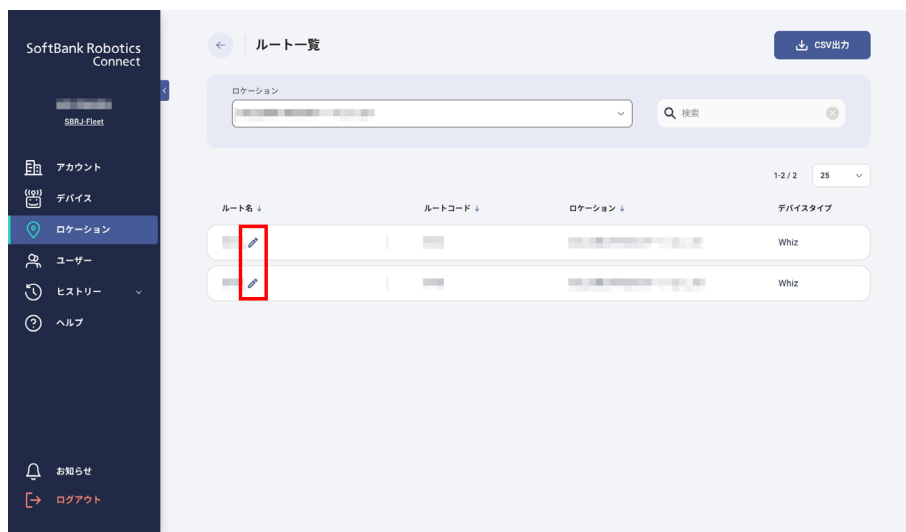 SoftBank Robotics
Connect
SBRJ-Fleet
アカウント
デバイス
ロケーション
ユーザー
ヒストリー
ヘルプ
お知らせ
ログアウト
ルート一覧
CSV出力
ロケーション
検索
1-2 / 2
25
ルート名 ↓ ルートコード ↓ ロケーション ↓ デバイスタイプ
Whiz
Whiz